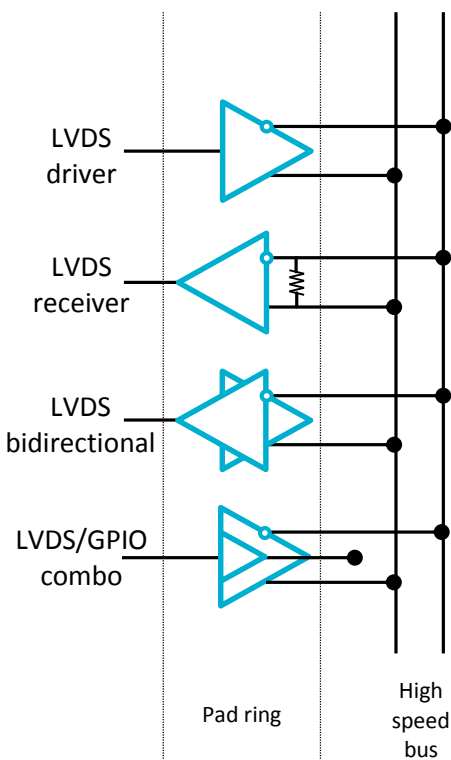 LVDS
driver
LVDS
receiver
LVDS
bidirectional
LVDS/GPIO
combo
Pad ring
High
speed
bus